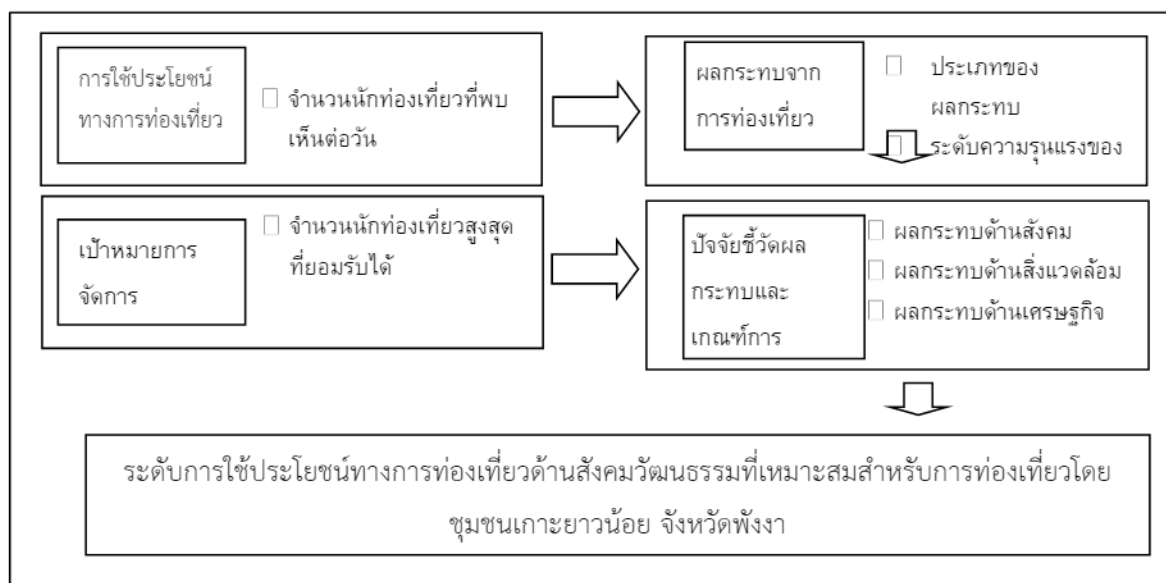 การใช้ประโยชน์
ทางการท่องเที่ยว
จำนวนนักท่องเที่ยวที่พบ
เห็นต่อวัน
ผลกระทบจาก
การท่องเที่ยว
ประเภทของ
ผลกระทบ
ระดับความรุนแรงของ
เป้าหมายการ
จัดการ
จำนวนนักท่องเที่ยวสูงสุด
ที่ยอมรับได้
ปัจจัยชี้วัดผล
กระทบและ
เกณฑ์การ
ผลกระทบด้านสังคม
ผลกระทบด้านสิ่งแวดล้อม
ผลกระทบด้านเศรษฐกิจ
ระดับการใช้ประโยชน์ทางการท่องเที่ยวด้านสังคมวัฒนธรรมที่เหมาะสมสำหรับการท่องเที่ยวโดย
ชุมชนเกาะยาวน้อย จังหวัดพังงา